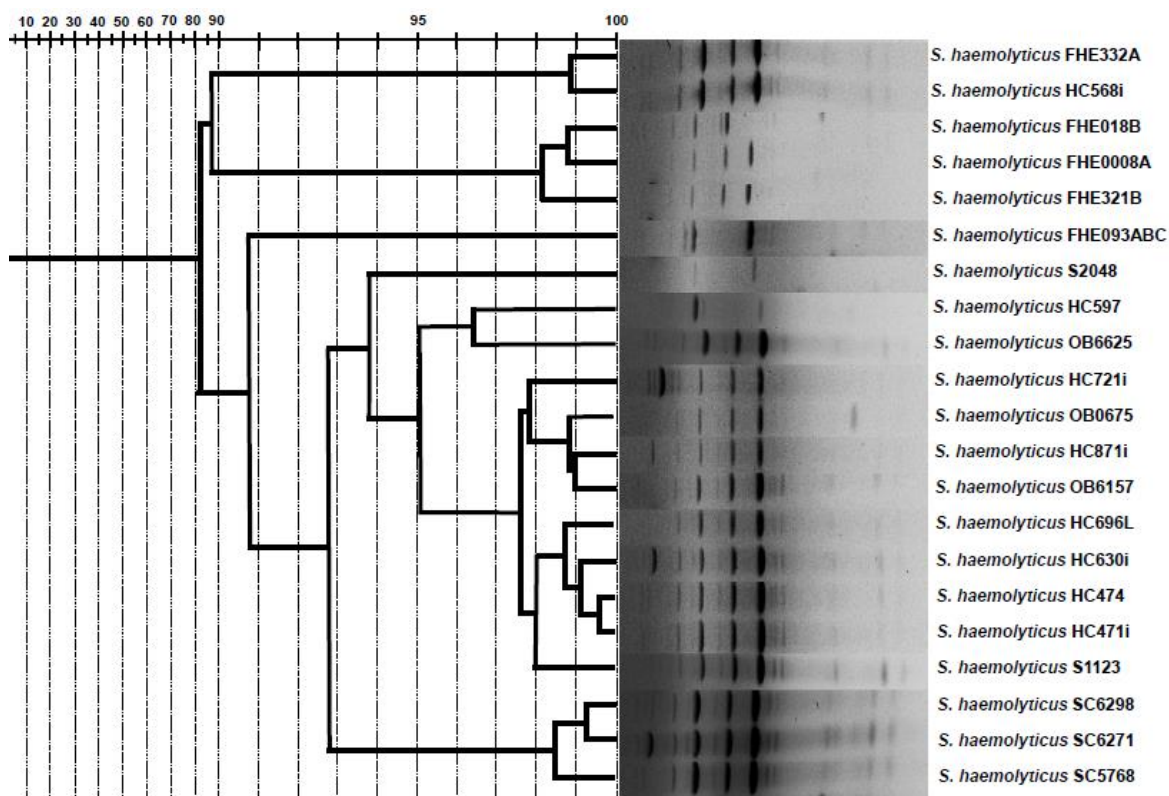 10 20 30 40 50 60 70 80 90 95 100
S. haemolyticus FHE332A
S. haemolyticus HC568i
S. haemolyticus FHE018B
S. haemolyticus FHE0008A
S. haemolyticus FHE321B
S. haemolyticus FHE093ABC
S. haemolyticus S2048
S. haemolyticus HC597
S. haemolyticus OB6625
S. haemolyticus HC721i
S. haemolyticus OB0675
S. haemolyticus HC871i
S. haemolyticus OB6157
S. haemolyticus HC696L
S. haemolyticus HC630i
S. haemolyticus HC474
S. haemolyticus HC471i
S. haemolyticus S1123
S. haemolyticus SC6298
S. haemolyticus SC6271
S. haemolyticus SC5768